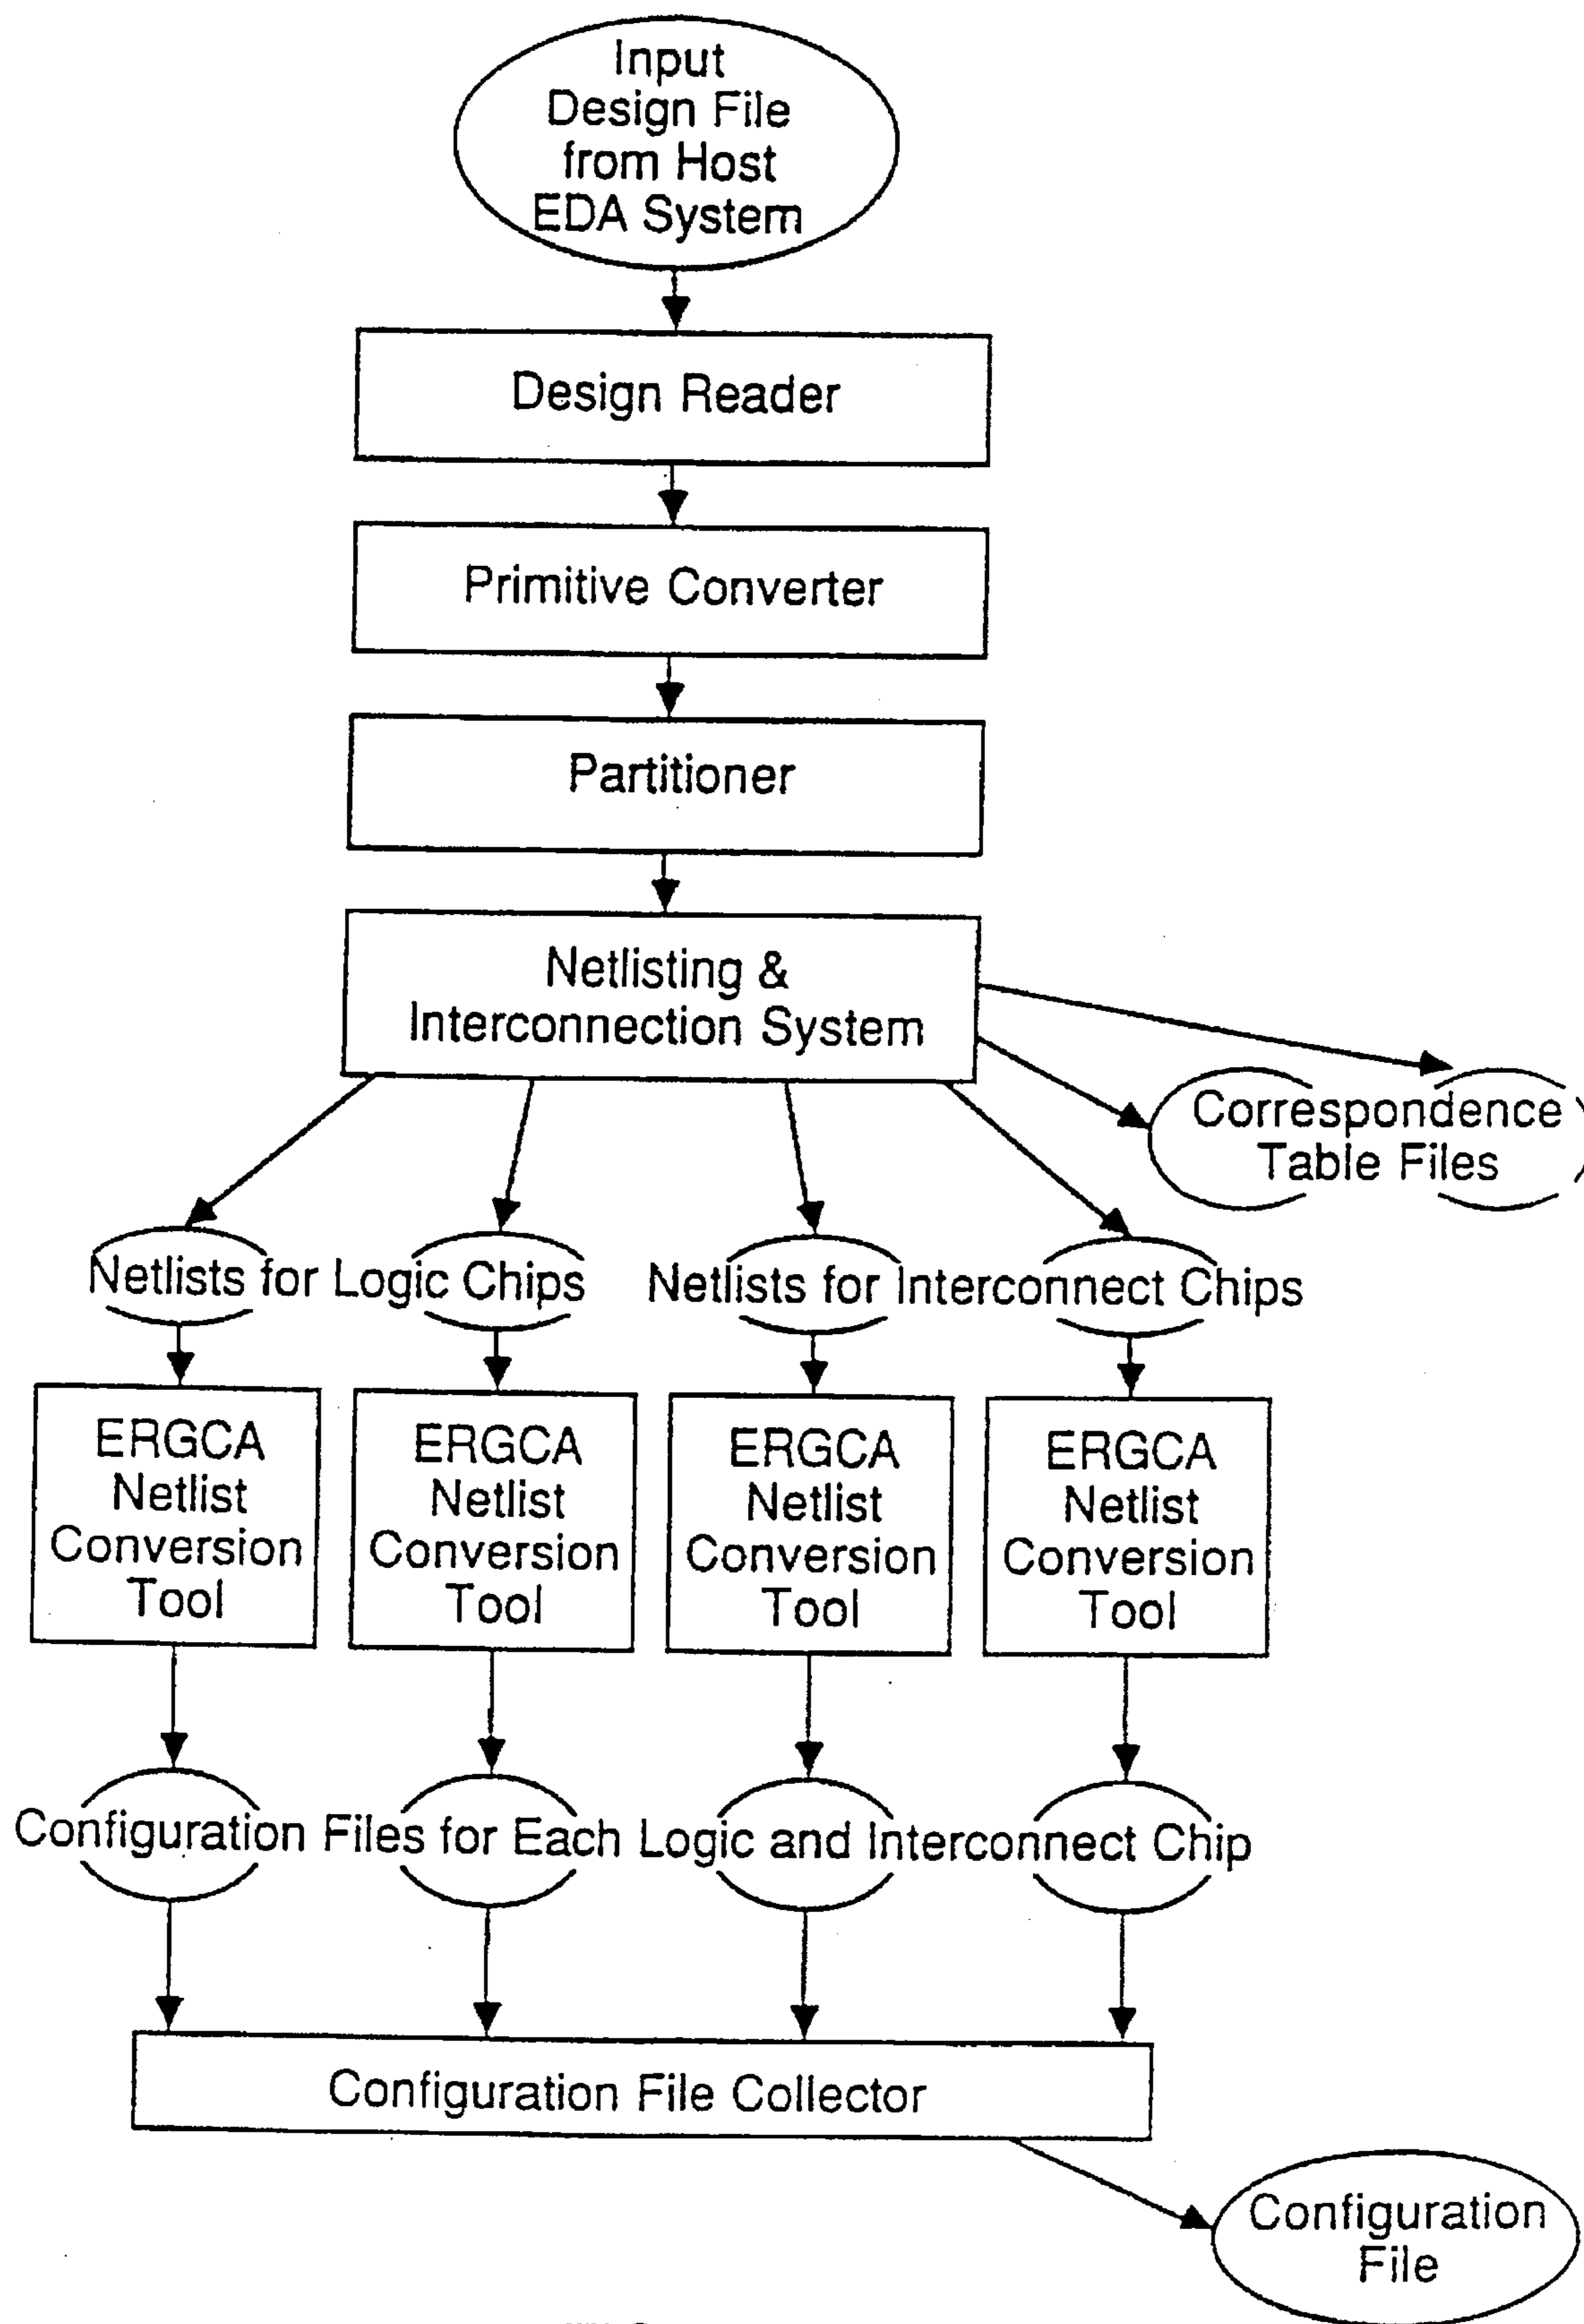 Input
Design File
from Host
EDA System
Design Reader
Primitive Converter
Partitioner
Netlisting &
Interconnection System
Correspondence
Table Files
Netlists for Logic Chips
Netlists for Interconnect Chips
ERGCA
Netlist
Conversion
Tool
ERGCA
Netlist
Conversion
Tool
ERGCA
Netlist
Conversion
Tool
ERGCA
Netlist
Conversion
Tool
Configuration Files for Each Logic and Interconnect Chip
Configuration File Collector
Configuration
File